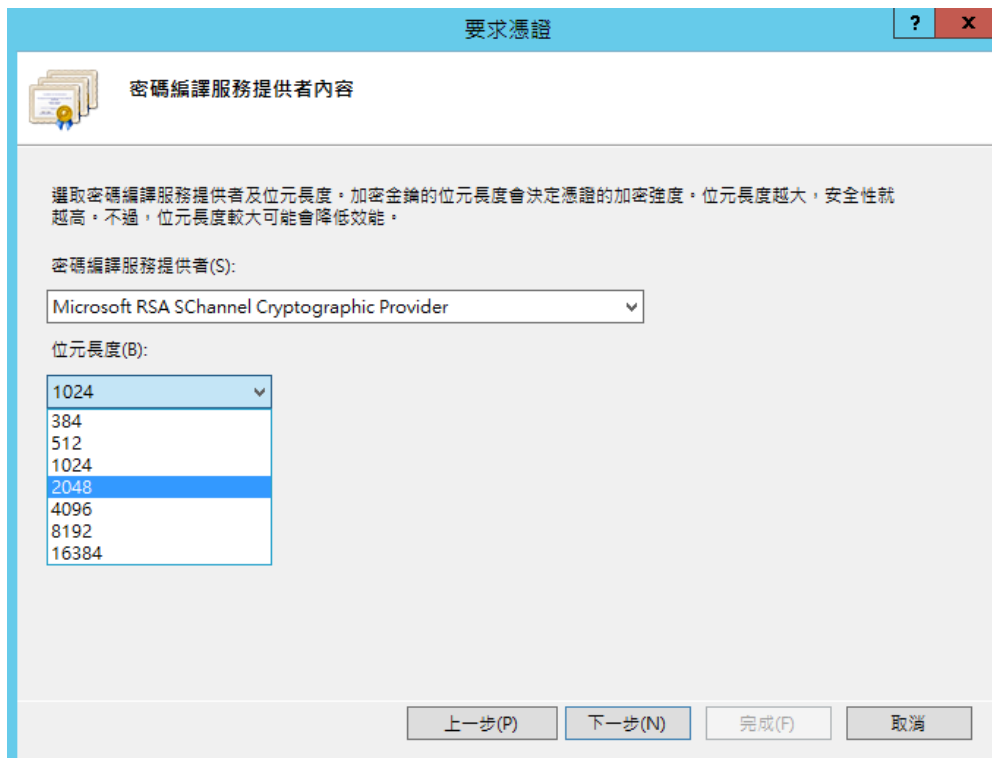 要求憑證
?
x
密碼編譯服務提供者內容
選取密碼編譯服務提供者及位元長度。加密金鑰的位元長度會決定憑證的加密強度。位元長度越大，安全性就
越高。不過，位元長度較大可能會降低效能。
密碼編譯服務提供者(S):
Microsoft RSA SChannel Cryptographic Provider
位元長度(B):
1024
384
512
1024
2048
4096
8192
16384
上一步(P)
下一步(N)
完成(F)
取消